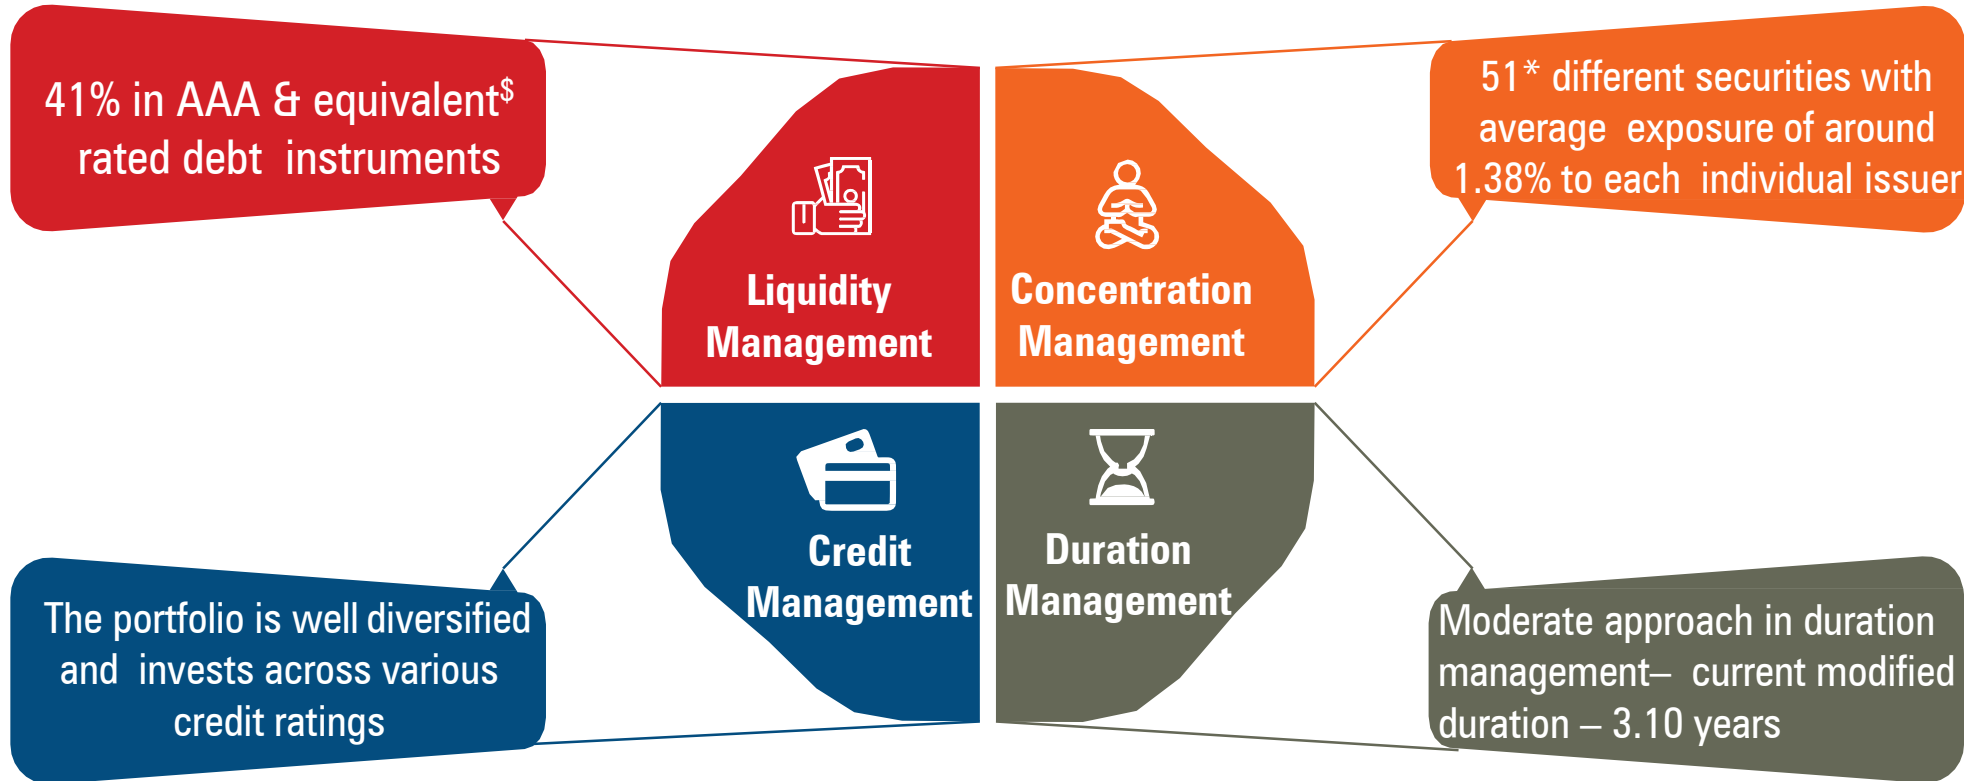 41% in AAA & equivalent$
rated debt instruments
51* different securities with
average exposure of around
1.38% to each individual issuer
Liquidity
Management
Concentration
Management
Credit
Management
Duration
Management
The portfolio is well diversified
and invests across various
credit ratings
Moderate approach in duration
management– current modified
duration – 3.10 years